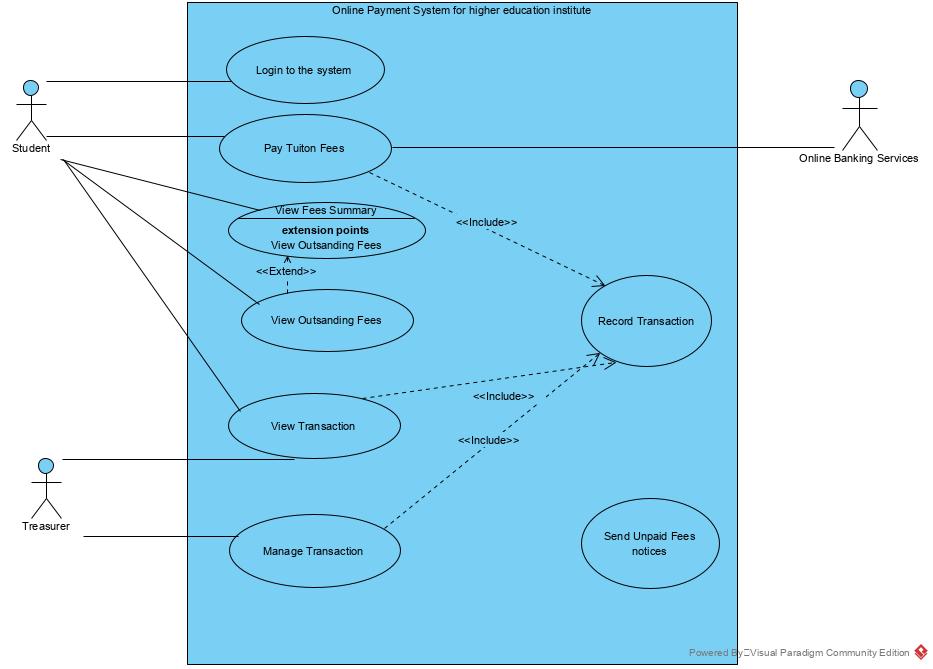 Online Payment System for higher education institute
Login to the system
Student
Pay Tuiton Fees
Online Banking Services
View Fees Summary
extension points
View Outsanding Fees
<<Include>>
<<Extend>>
View Outsanding Fees
Record Transaction
<<Include>>
View Transaction
<<Include>>
Treasurer
Manage Transaction
Send Unpaid Fees
notices
Powered By Visual Paradigm Community Edition